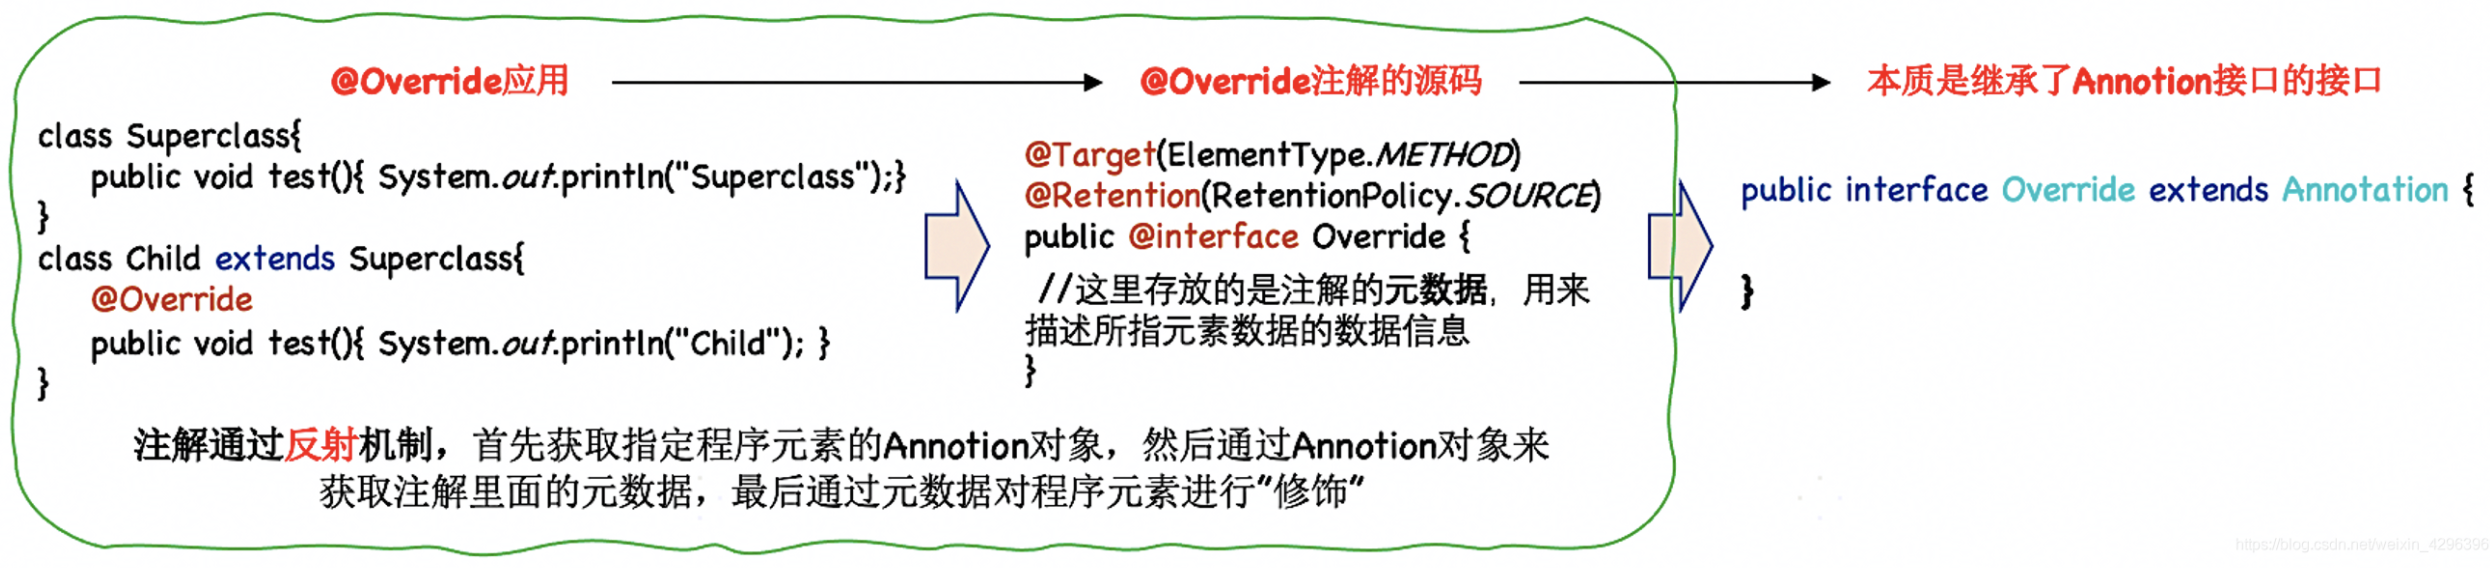 @Override应用
@Override注解的源码
本质是继承了Annotion接口的接口
class Superclass{
public void test(){ System.out.println("Superclass");}
}
class Child extends Superclass{
@Override
public void test(){ System.out.println("Child"); }
}
@Target(ElementType.METHOD)
@Retention(RetentionPolicy.SOURCE)
public @interface Override {
//这里存放的是注解的元数据，用来
描述所指元素数据的数据信息
}
public interface Override extends Annotation {
}
注解通过反射机制，首先获取指定程序元素的Annotion对象，然后通过Annotion对象来
获取注解里面的元数据，最后通过元数据对程序元素进行"修饰"
https://blog.csdn.net/weixin_4296396